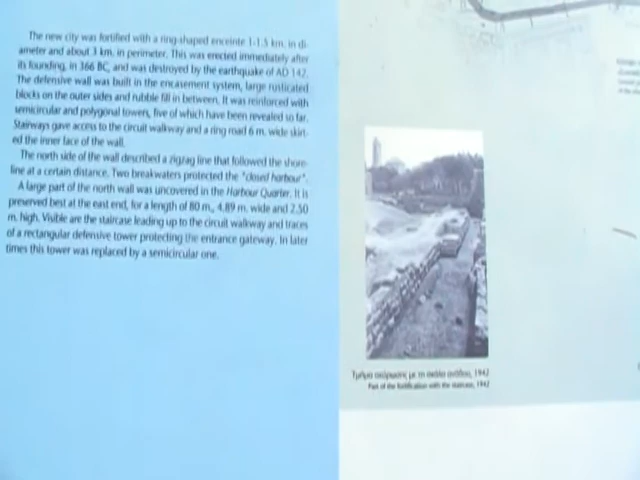 The new city was fortified with a ring-shaped enceinte 1-1.5 km. in di-
ameter and about 3 km. in perimeter. This was erected immediately after
its founding, in 366 BC, and was destroyed by the earthquake of AD 142.
The defensive wall was built in the encasement system, large rusticated
blocks on the outer sides and rubble fill in between. It was reinforced with
semicircular and polygonal towers, five of which have been revealed so far.
Stairways gave access to the circuit walkway and a ring road 6 m. wide skirt-
ed the inner face of the wall.
The north side of the wall described a zigzag line that followed the shore-
line at a certain distance. Two breakwaters protected the "closed harbour".
A large part of the north wall was uncovered in the Harbour Quarter. It is
preserved best at the east end, for a length of 80 m., 4.89 m. wide and 2.50
m. high. Visible are the staircase leading up to the circuit walkway and traces
of a rectangular defensive tower protecting the entrance gateway. In later
times this tower was replaced by a semicircular one.
Τμήμα οχύρωσης με τη σκάλα ανόδου, 1942
Part of the fortification with the staircase, 1942